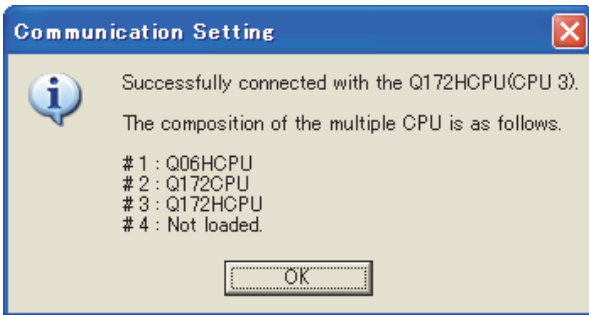 Communication Setting
Successfully connected with the Q172HCPU(CPU 3).
The composition of the multiple CPU is as follows.
#1 : Q06HCPU
#2 : Q172CPU
#3 : Q172HCPU
#4 : Not loaded.
OK